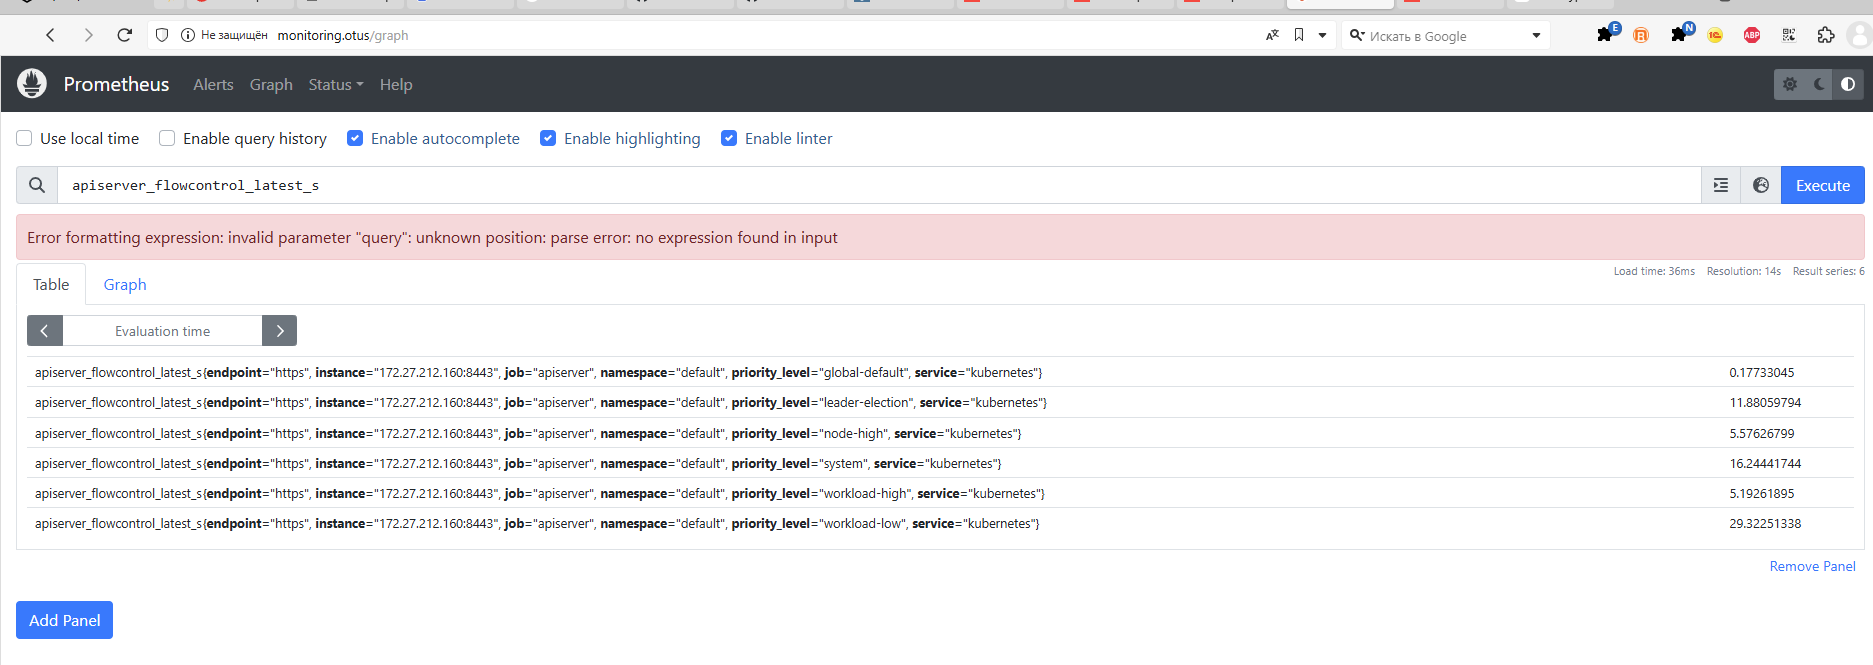 Не защищён monitoring.otus/graph
Искать в Google
E
N
ABP
Prometheus Alerts Graph Status Help
Use local time Enable query history Enable autocomplete Enable highlighting Enable linter
apiserver_flowcontrol_latest_s
Execute
Error formatting expression: invalid parameter "query": unknown position: parse error: no expression found in input
Table Graph
Load time: 36ms Resolution: 14s Result series: 6
Evaluation time
apiserver_flowcontrol_latest_s{endpoint="https", instance="172.27.212.160:8443", job="apiserver", namespace="default", priority_level="global-default", service="kubernetes"} 0.17733045
apiserver_flowcontrol_latest_s{endpoint="https", instance="172.27.212.160:8443", job="apiserver", namespace="default", priority_level="leader-election", service="kubernetes"} 11.88059794
apiserver_flowcontrol_latest_s{endpoint="https", instance="172.27.212.160:8443", job="apiserver", namespace="default", priority_level="node-high", service="kubernetes"} 5.57626799
apiserver_flowcontrol_latest_s{endpoint="https", instance="172.27.212.160:8443", job="apiserver", namespace="default", priority_level="system", service="kubernetes"} 16.24441744
apiserver_flowcontrol_latest_s{endpoint="https", instance="172.27.212.160:8443", job="apiserver", namespace="default", priority_level="workload-high", service="kubernetes"} 5.19261895
apiserver_flowcontrol_latest_s{endpoint="https", instance="172.27.212.160:8443", job="apiserver", namespace="default", priority_level="workload-low", service="kubernetes"} 29.32251338
Remove Panel
Add Panel